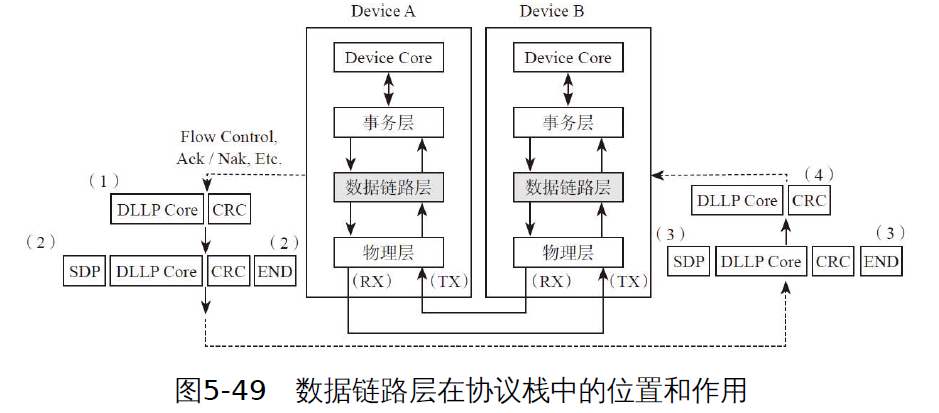 Device A
Device B
Device Core
Device Core
事务层
事务层
Flow Control,
Ack / Nak, Etc.
数据链路层
数据链路层
(1)
(4)
DLLP Core CRC
DLLP Core CRC
物理层
物理层
(2)
(2)
(3)
(3)
SDP DLLP Core CRC END
(RX) (TX)
(RX) (TX)
SDP DLLP Core CRC END
图5-49 数据链路层在协议栈中的位置和作用